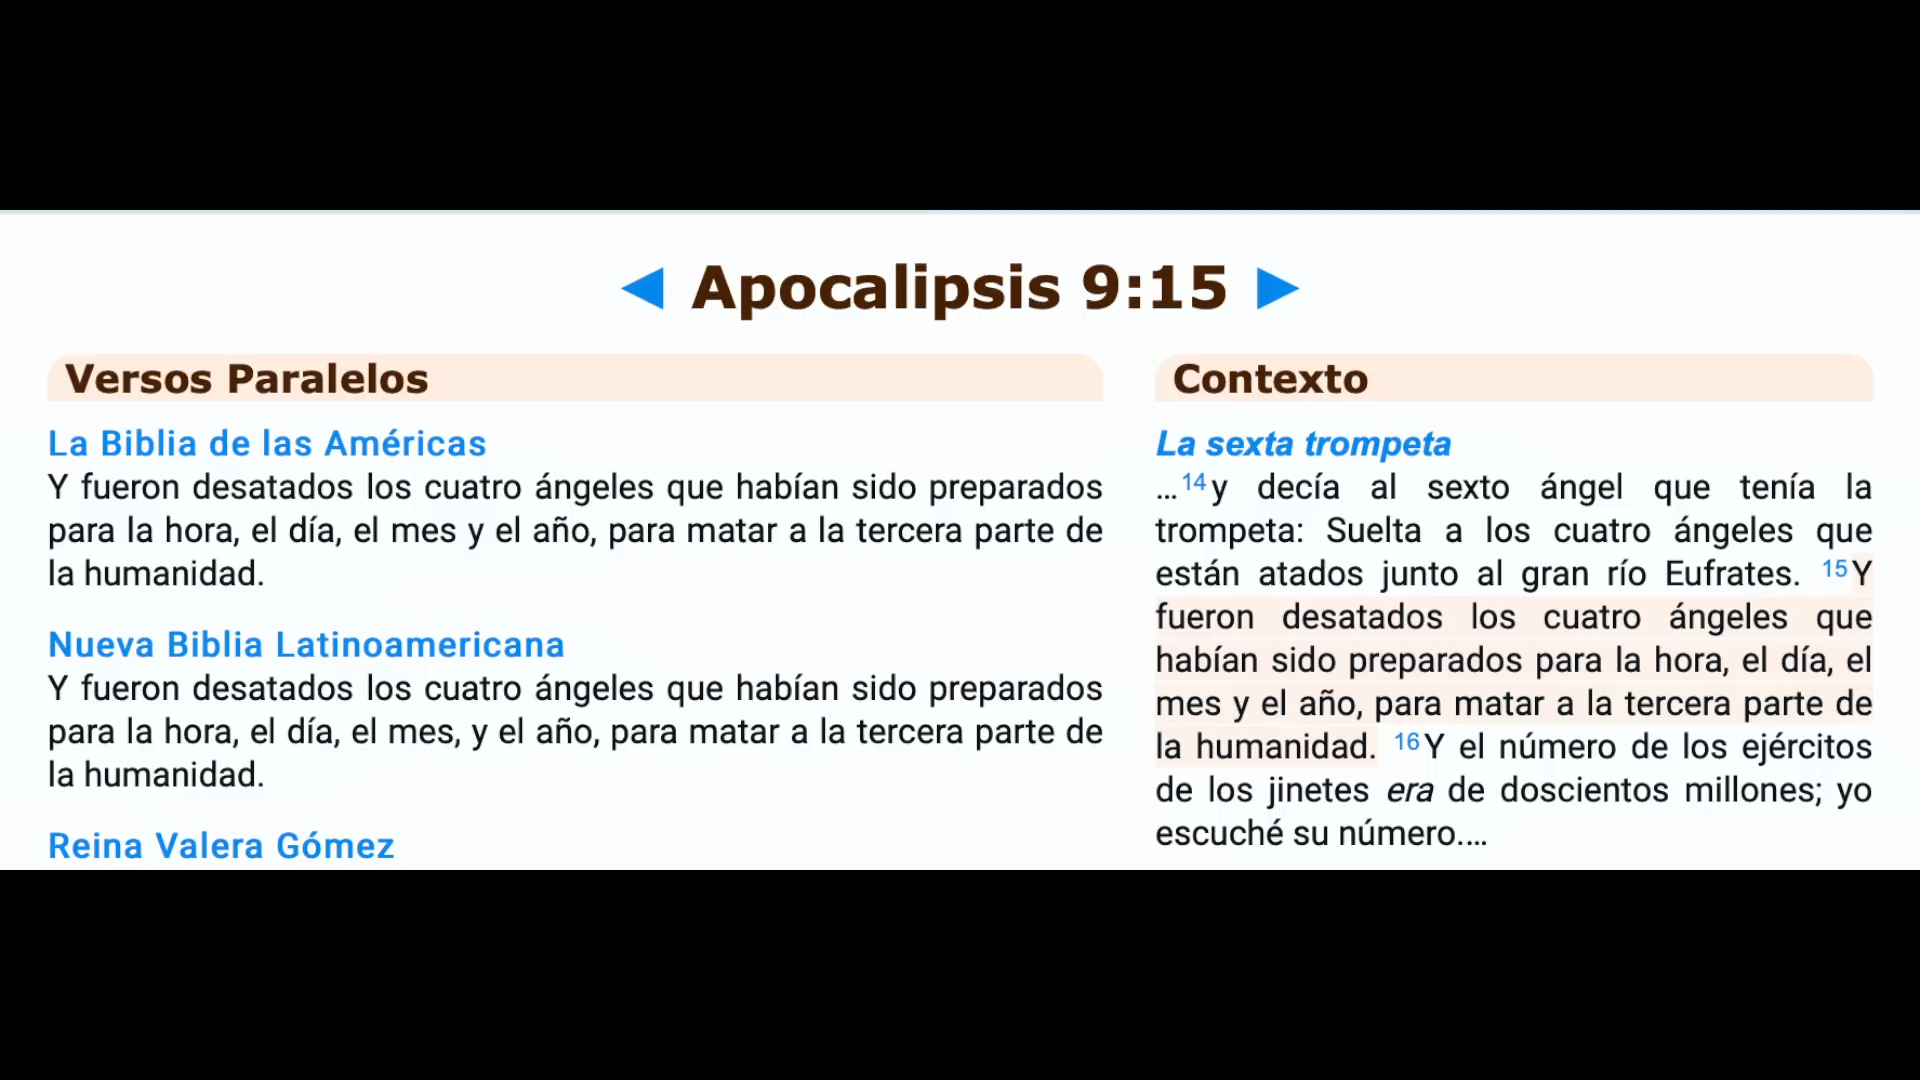 ◀ Apocalipsis 9:15 ▶
Versos Paralelos
La Biblia de las Américas
Y fueron desatados los cuatro ángeles que habían sido preparados
para la hora, el día, el mes y el año, para matar a la tercera parte de
la humanidad.
Nueva Biblia Latinoamericana
Y fueron desatados los cuatro ángeles que habían sido preparados
para la hora, el día, el mes, y el año, para matar a la tercera parte de
la humanidad.
Reina Valera Gómez
Contexto
La sexta trompeta
…14y decía al sexto ángel que tenía la
trompeta: Suelta a los cuatro ángeles que
están atados junto al gran río Eufrates. 15Y
fueron desatados los cuatro ángeles que
habían sido preparados para la hora, el día, el
mes y el año, para matar a la tercera parte de
la humanidad. 16Y el número de los ejércitos
de los jinetes era de doscientos millones; yo
escuché su número.…